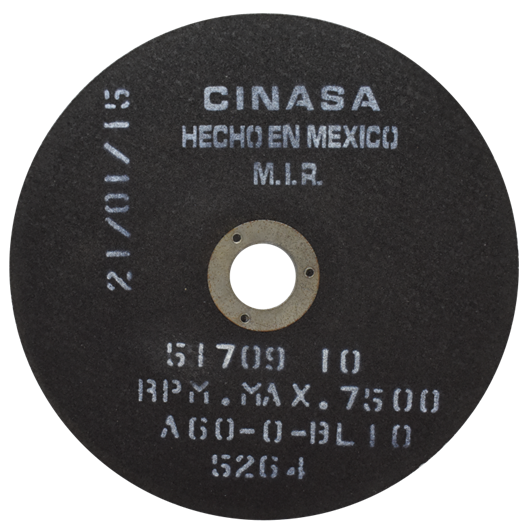 CINASA
HECHO EN MEXICO
M.I.R.
21/01/15
51709 10
RPM.MAX.7500
A60-O-BL10
5264